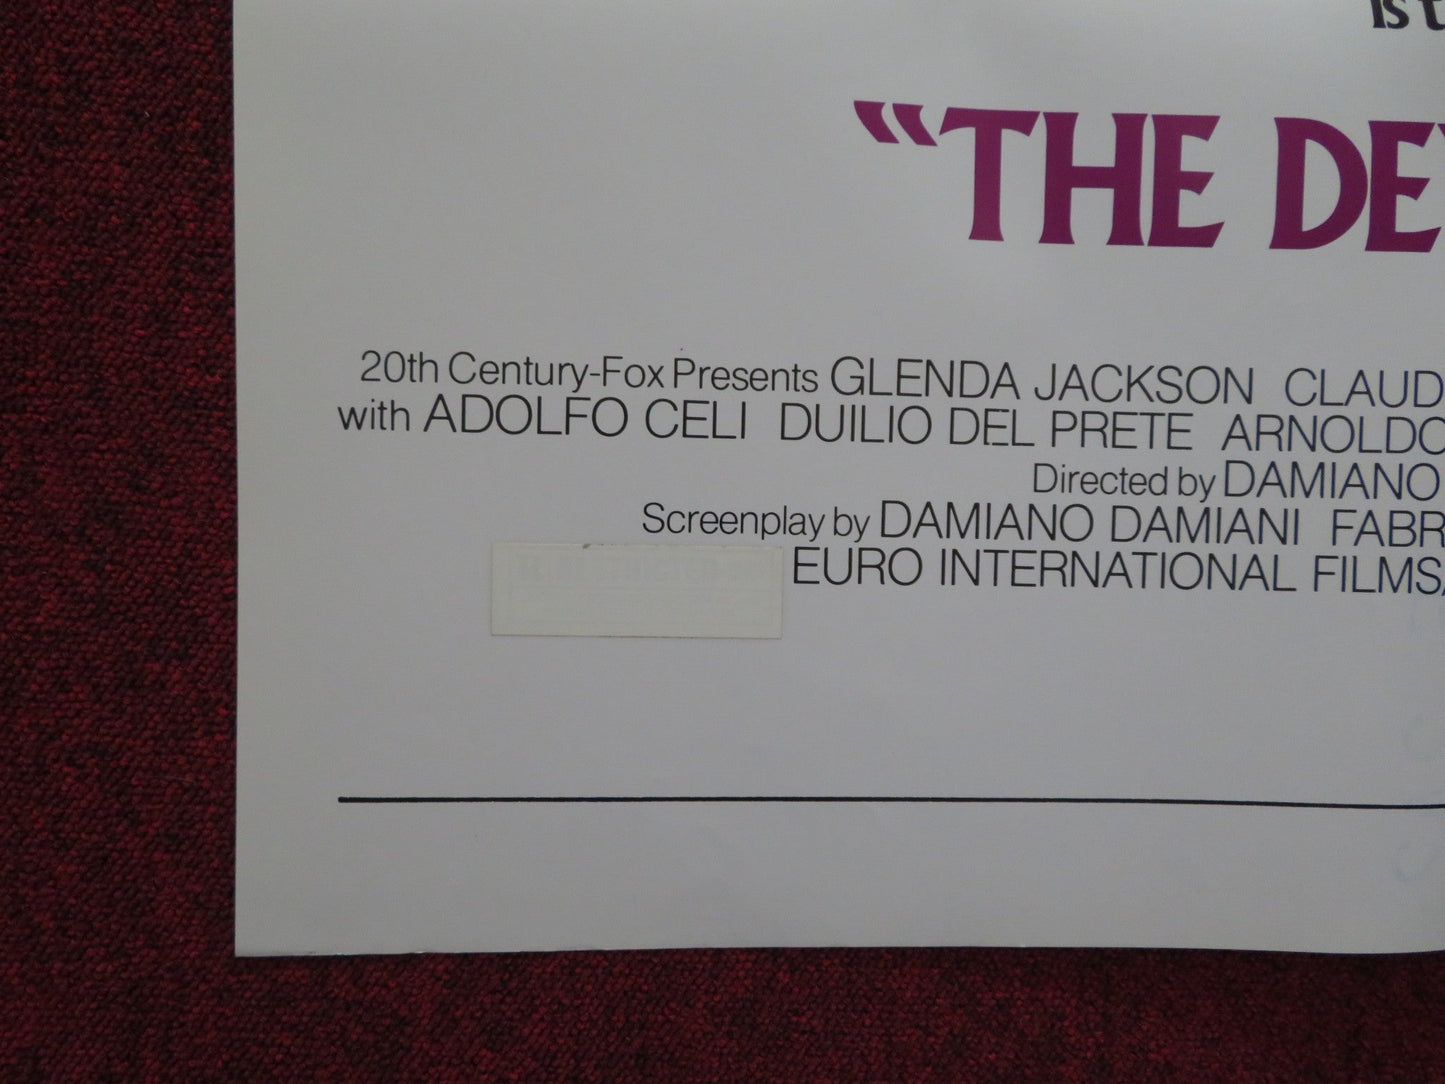 is t
“THE DE
20th Century-Fox Presents GLENDA JACKSON CLAUD
with ADOLFO CELI DUILIO DEL PRETE ARNOLDO
Directed by DAMIANO
Screenplay by DAMIANO DAMIANI FABR
EURO INTERNATIONAL FILMS